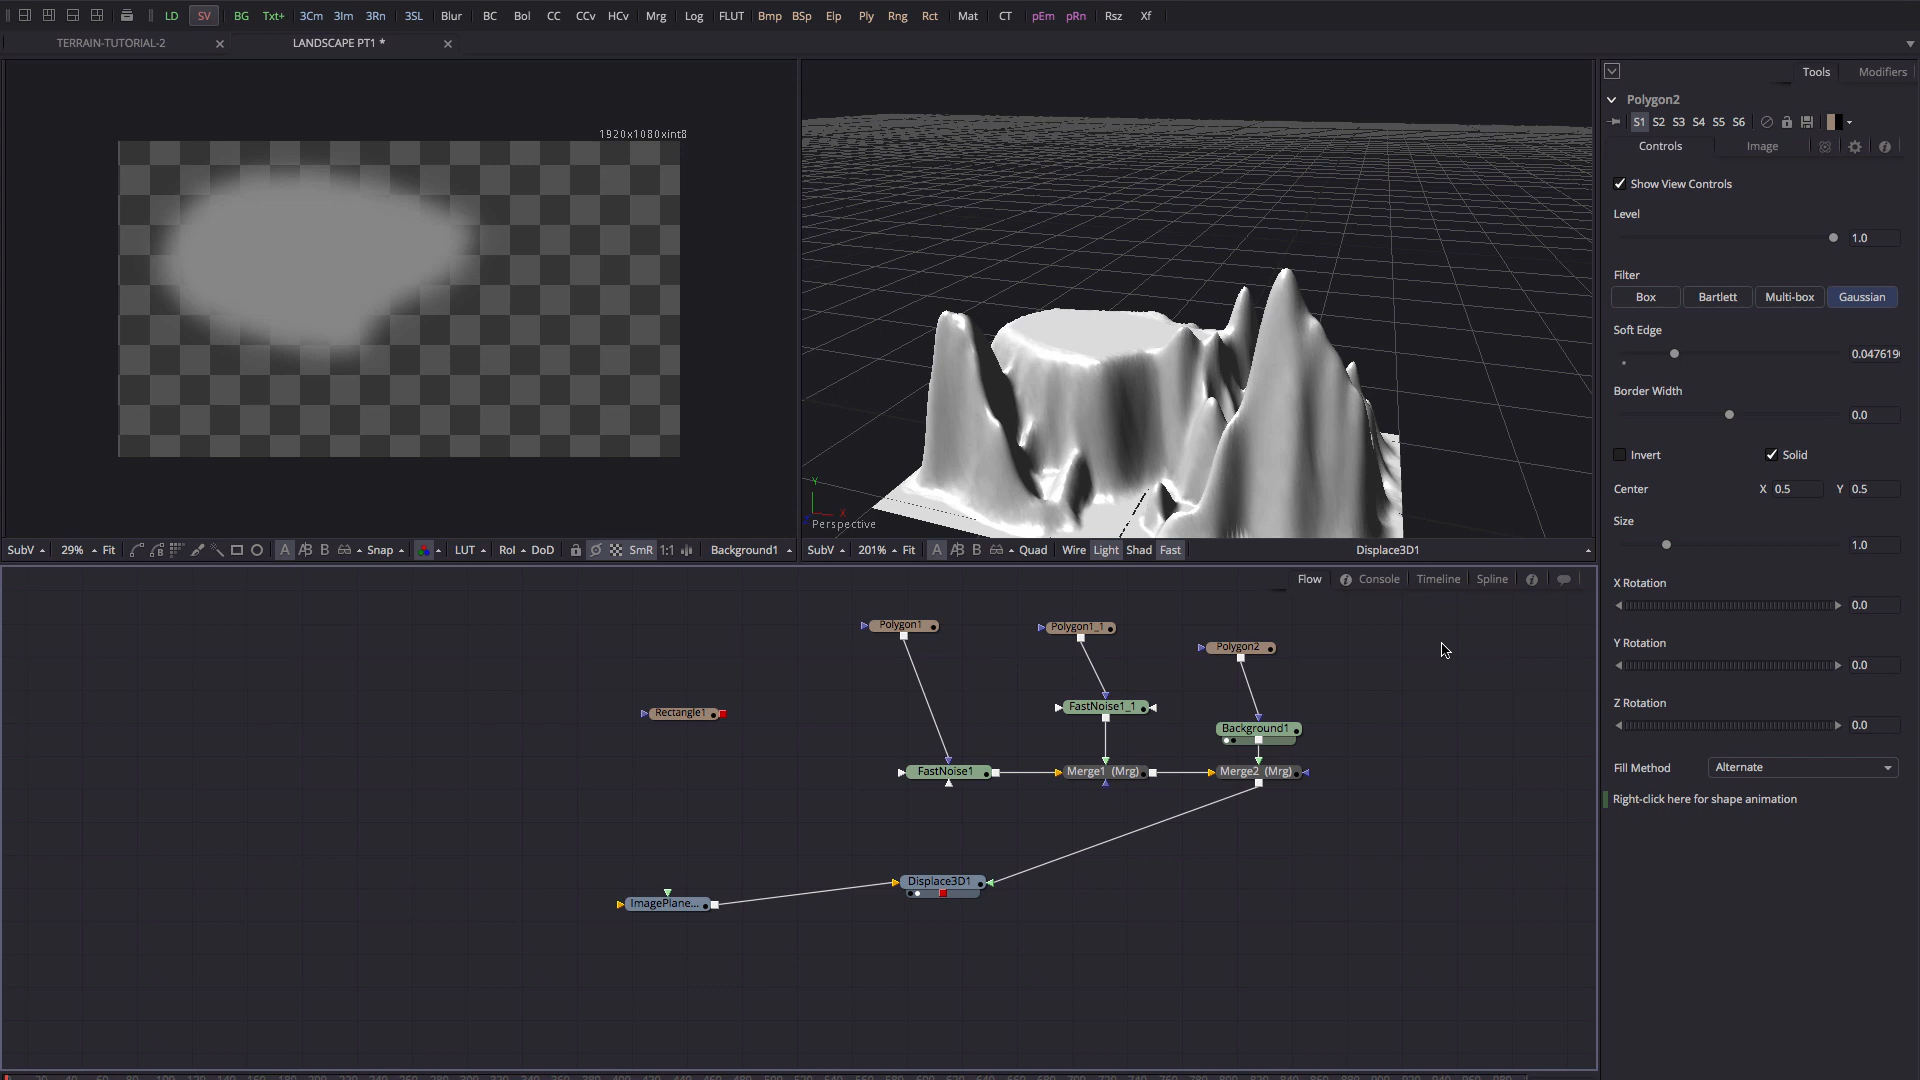 LD SV BG Txt+ 3Cm 3Im 3Rn 3SL Blur BC Bol CC CCv HCv Mrg Log FLUT Bmp BSp Elp Ply Rng Rct Mat CT pEm pRn Rsz Xf
TERRAIN-TUTORIAL-2 LANDSCAPE PT1 *
Tools Modifiers
Polygon2
S1 S2 S3 S4 S5 S6
Controls Image
Show View Controls
Level
1.0
Filter
Box Bartlett Multi-box Gaussian
Soft Edge
Border Width
0.0
Invert Solid
Center X 0.5 Y 0.5
Size
1.0
X Rotation
0.0
Y Rotation
0.0
Z Rotation
0.0
Fill Method Alternate
Right-click here for shape animation
1920x1080xint8
Y
X
Z
Perspective
SubV 29% Fit A A|B B Snap LUT RoI DoD SmR 1:1 Background1
SubV 201% Fit A A|B B Quad Wire Light Shad Fast Displace3D1
Flow Console Timeline Spline
Polygon1 Polygon1_1
Polygon2
Rectangle1
FastNoise1_1
Background1
FastNoise1 Merge1 (Mrg) Merge2 (Mrg)
Displace3D1
ImagePlane...